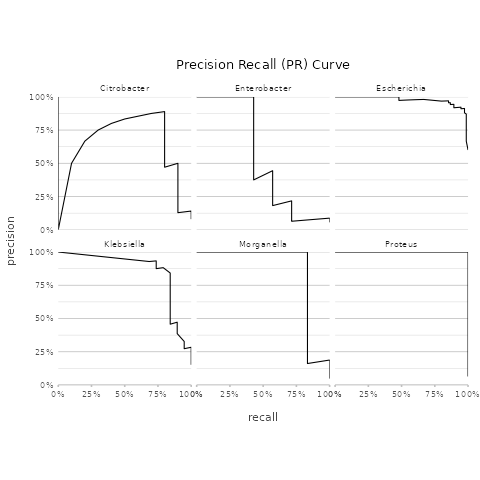 Precision Recall (PR) Curve
Citrobacter Enterobacter Escherichia
100%
75%
50%
25%
0%
Klebsiella Morganella Proteus
100%
75%
50%
25%
0%
0% 25% 50% 75% 100% 25% 50% 75% 100% 25% 50% 75% 100%
precision
recall